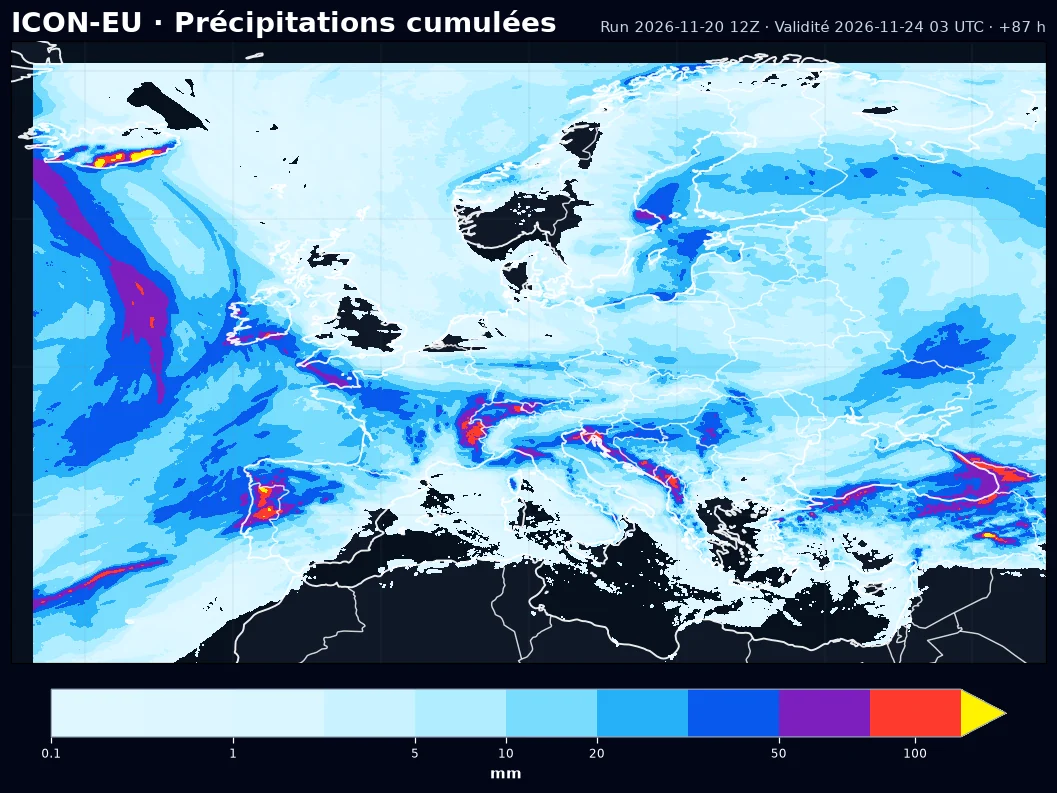 ICON-EU · Précipitations cumulées
Run 2026-11-20 12Z · Validité 2026-11-24 03 UTC · +87 h
0.1 1 5 10 20 50 100
mm